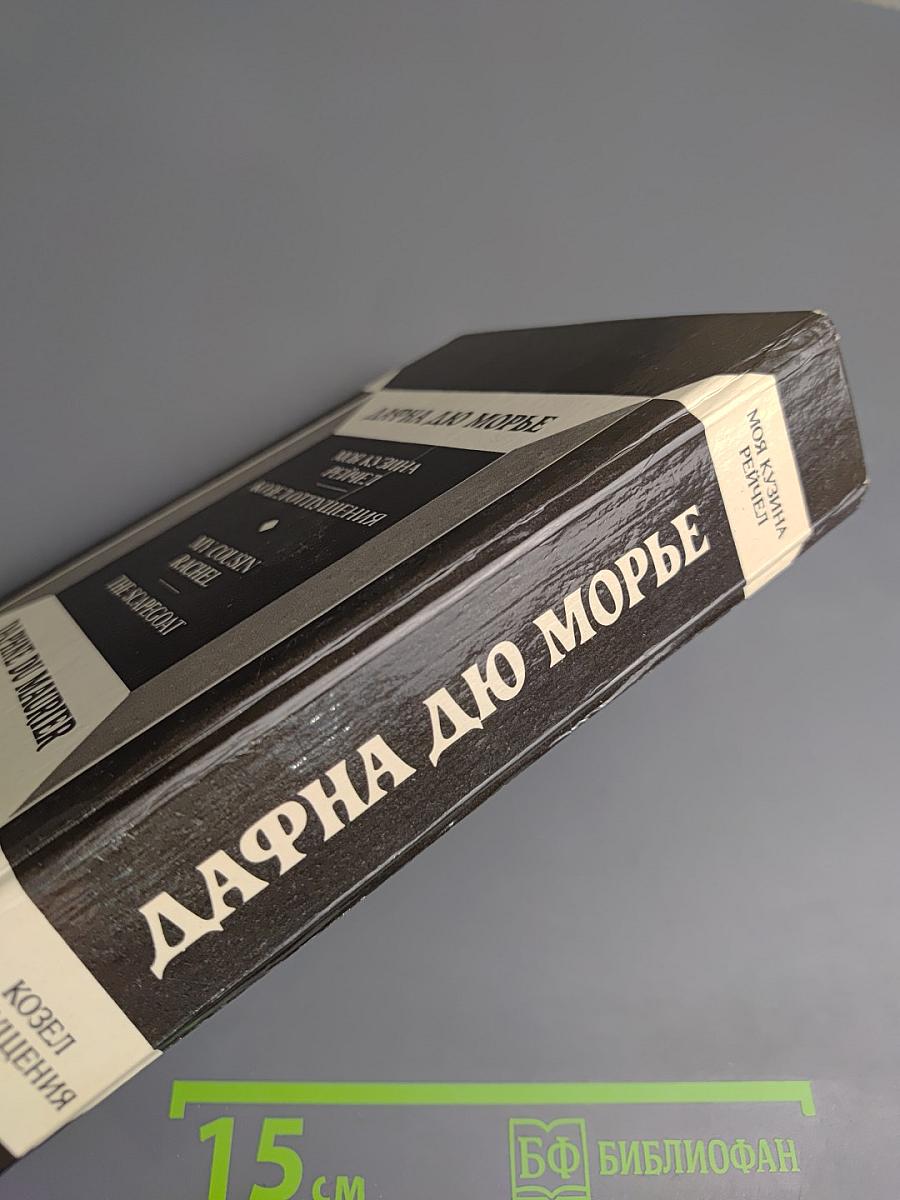 ДАФНА ДЮ МОРЬЕ
МОЯ КУЗИНА
РЕЙЧЕЛ
КОЗЕЛ ОТПУЩЕНИЯ
MY COUSIN
RACHEL
THE SCAPEGOAT
DAPHNE DU MAURIER
МОЯ КУЗИНА
РЕЙЧЕЛ
ДАФНА ДЮ МОРЬЕ
КОЗЕЛ
УЩЕНИЯ
15 см
БФ БИБЛИОФАН